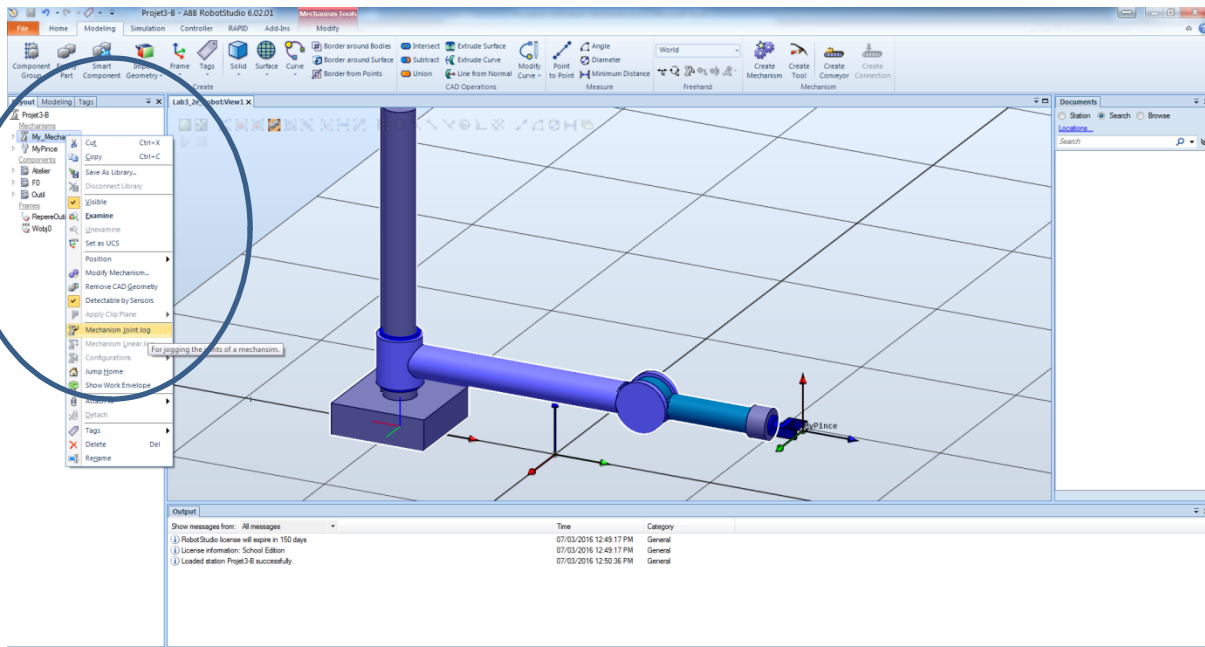 Projet3-B - ABB RobotStudio 6.02.01
Mechanism Tools
File Home Modeling Simulation Controller RAPID Add-Ins Modify
Component Group
Empty Part
Smart Component
Import Geometry
Frame
Tags
Solid
Surface
Curve
Border around Bodies
Border around Surface
Border from Points
Create
Intersect
Subtract
Union
Extrude Surface
Extrude Curve
Line from Normal
Modify Curve
CAD Operations
Point to Point
Angle
Diameter
Minimum Distance
Measure
World
Freehand
Create Mechanism
Create Tool
Create Conveyor
Create Connection
Mechanism
Layout Modeling Tags
Projet3-B
Mechanisms
My_Mecha
MyPince
Components
Atelier
F0
Outil
Frames
RepereOuti
Wobj0
Cut Ctrl+X
Copy Ctrl+C
Save As Library...
Disconnect Library
Visible
Examine
Unexamine
Set as UCS
Position
Modify Mechanism...
Remove CAD Geometry
Detectable by Sensors
Apply Clip Plane
Mechanism Joint Jog
Mechanism Linear Jog
For jogging the joints of a mechansim.
Configurations
Jump Home
Show Work Envelope
Attach to
Detach
Tags
Delete Del
Rename
Lab3_2e_Robot:View1
MyPince
Documents
Station Search Browse
Locations...
Search
Output
Show messages from: All messages Time Category
RobotStudio license will expire in 150 days 07/03/2016 12:49:17 PM General
License information: School Edition 07/03/2016 12:49:17 PM General
Loaded station Projet3-B successfully. 07/03/2016 12:50:36 PM General